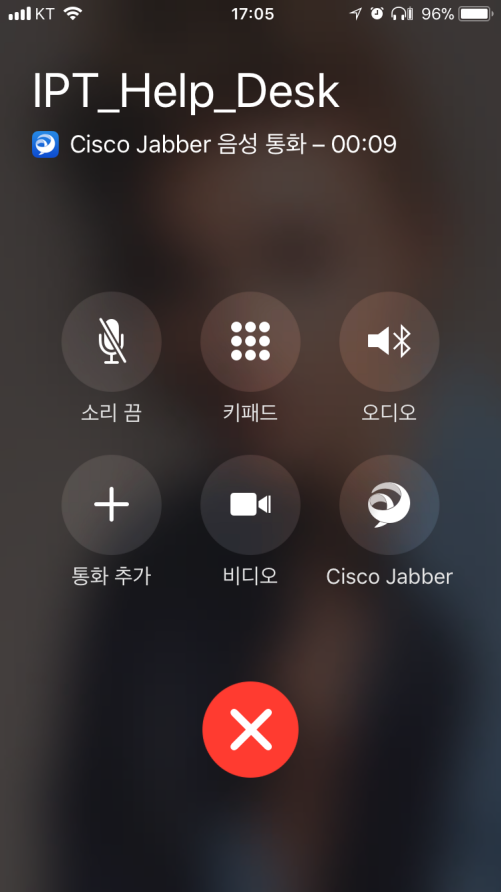 KT 17:05 96%
IPT_Help_Desk
Cisco Jabber 음성 통화 – 00:09
소리 끔 키패드 오디오
통화 추가 비디오 Cisco Jabber